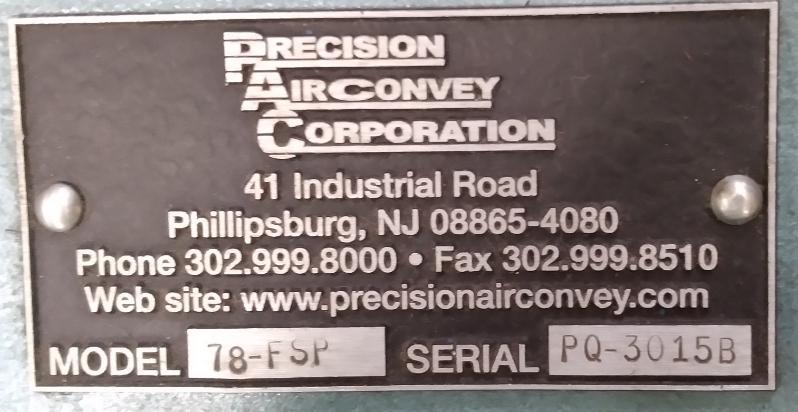 PRECISION
AIRCONVEY
CORPORATION
41 Industrial Road
Phillipsburg, NJ 08865-4080
Phone 302.999.8000 • Fax 302.999.8510
Web site: www.precisionairconvey.com
MODEL 78-FSP SERIAL PQ-3015B